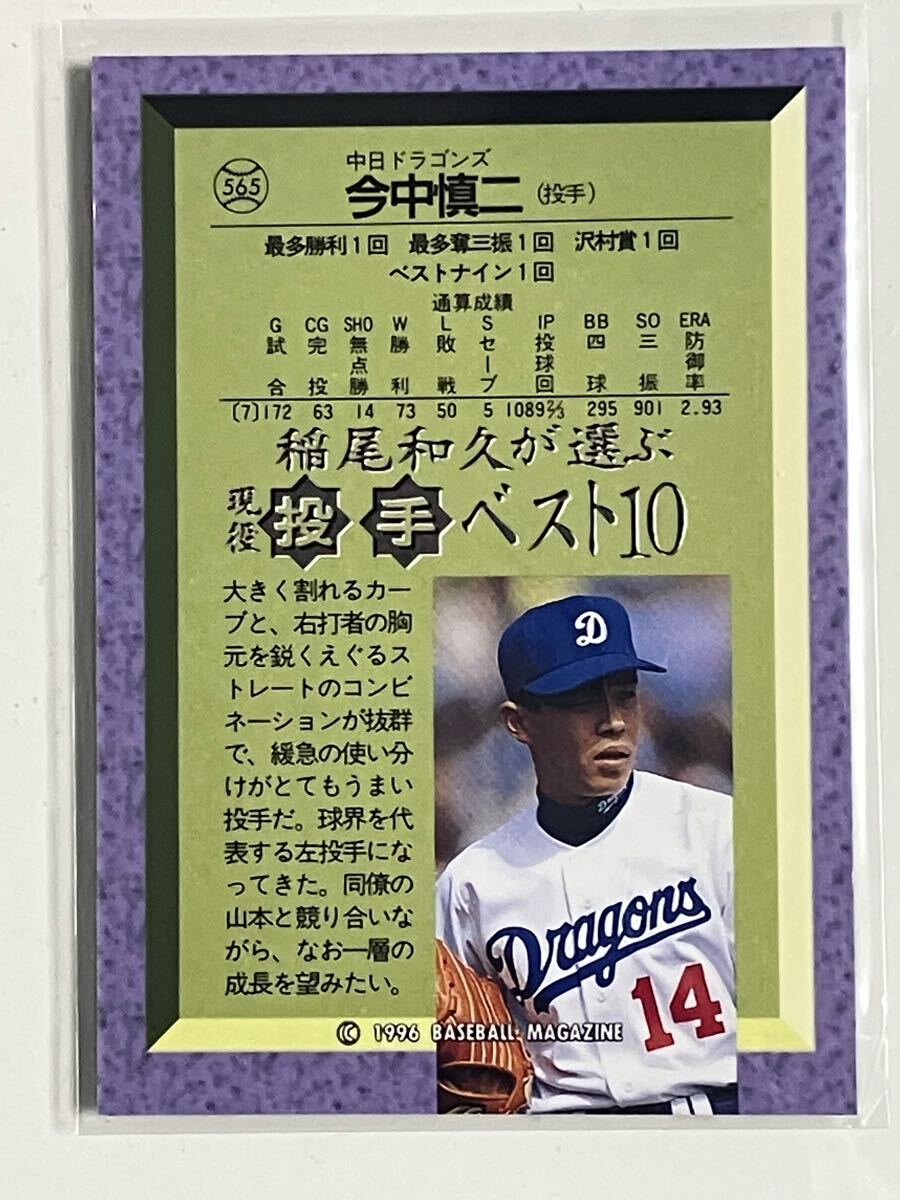 565
中日ドラゴンズ
今中慎二(投手)
最多勝利1回 最多奪三振1回 沢村賞1回
ベストナイン1回
通算成績
G CG SHO W L S IP BB SO ERA
試合 完投 無点勝 勝利 敗戦 セーブ 投球回 四球 三振 防御率
(7)172 63 14 73 50 5 1089 2/3 295 901 2.93
稲尾和久が選ぶ
現役投手ベスト10
大きく割れるカー
ブと、右打者の胸
元を鋭くえぐるス
トレートのコンビ
ネーションが抜群
で、緩急の使い分
けがとてもうまい
投手だ。球界を代
表する左投手にな
ってきた。同僚の
山本と競り合いな
がら、なお一層の
成長を望みたい。
D
Dragons
Dragons
14
© 1996 BASEBALL MAGAZINE